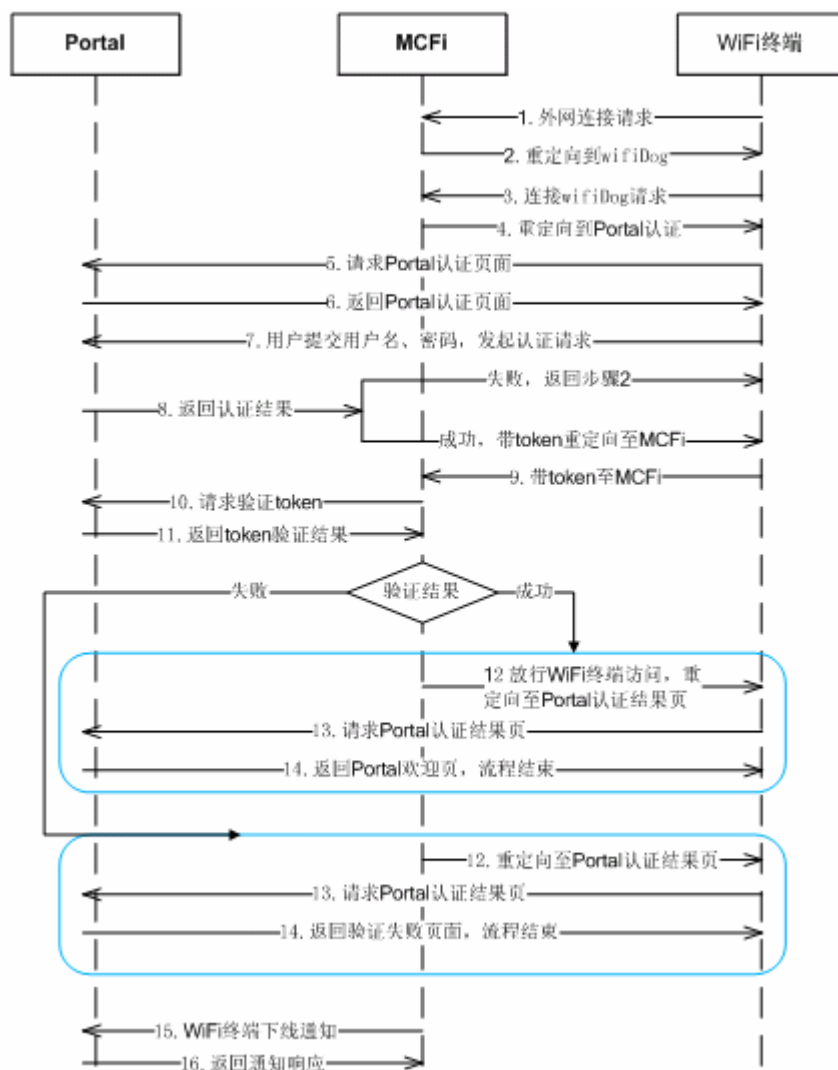 Portal
MCFi
WiFi终端
1. 外网连接请求
2. 重定向到wifiDog
3. 连接wifiDog请求
4. 重定向到Portal认证
5. 请求Portal认证页面
6. 返回Portal认证页面
7. 用户提交用户名、密码，发起认证请求
失败，返回步骤2
8. 返回认证结果
成功，带token重定向至MCFi
9. 带token至MCFi
10. 请求验证token
11. 返回token验证结果
失败
验证结果
成功
12 放行WiFi终端访问，重
定向至Portal认证结果页
13. 请求Portal认证结果页
14. 返回Portal欢迎页，流程结束
12. 重定向至Portal认证结果页
13. 请求Portal认证结果页
14. 返回验证失败页面，流程结束
15. WiFi终端下线通知
16. 返回通知响应